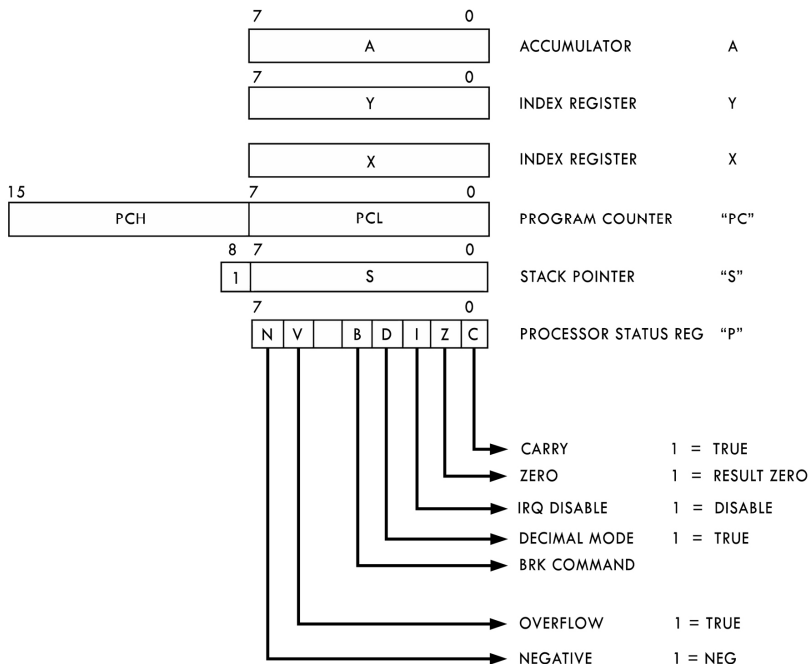 7 0
A ACCUMULATOR A
7 0
Y INDEX REGISTER Y
X INDEX REGISTER X
15 7 0
PCH PCL PROGRAM COUNTER “PC”
8 7 0
1 S STACK POINTER “S”
7 0
N V B D I Z C PROCESSOR STATUS REG “P”
CARRY 1 = TRUE
ZERO 1 = RESULT ZERO
IRQ DISABLE 1 = DISABLE
DECIMAL MODE 1 = TRUE
BRK COMMAND
OVERFLOW 1 = TRUE
NEGATIVE 1 = NEG